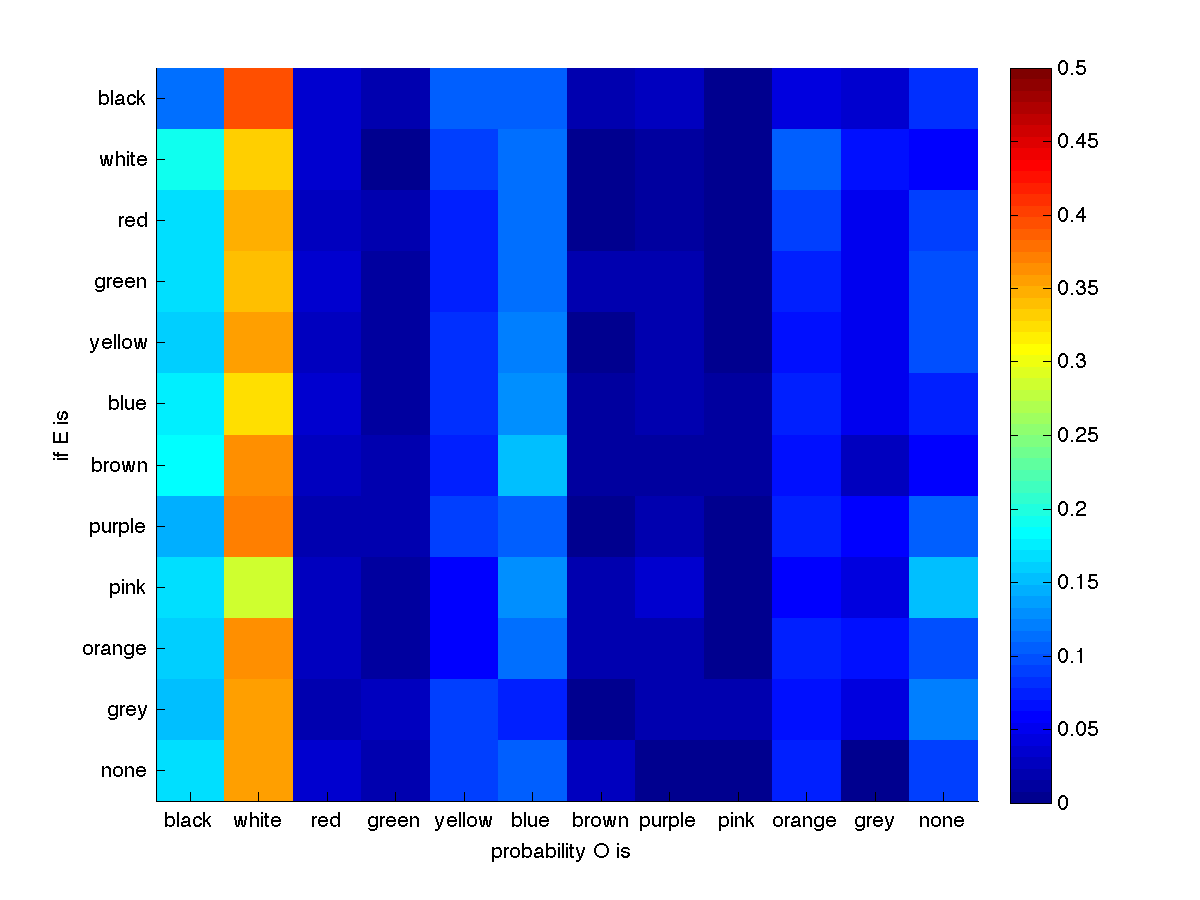 black
white
red
green
yellow
blue
brown
purple
pink
orange
grey
none
if E is
black white red green yellow blue brown purple pink orange grey none
probability O is
0.5
0.45
0.4
0.35
0.3
0.25
0.2
0.15
0.1
0.05
0